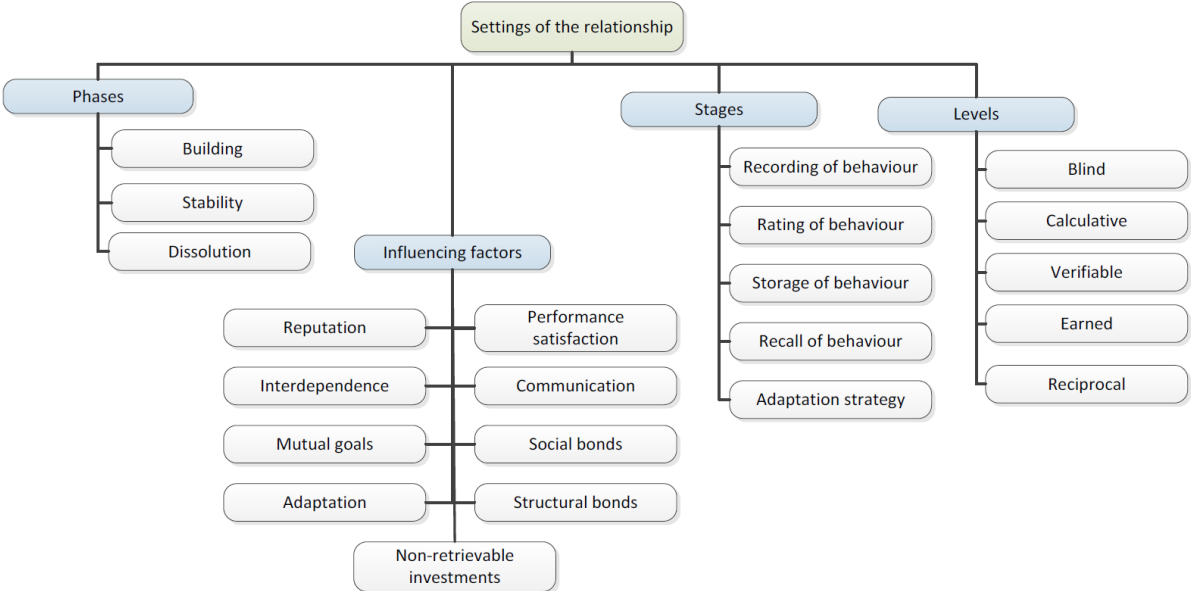 Settings of the relationship
Phases
Building
Stability
Dissolution
Influencing factors
Reputation
Performance
satisfaction
Interdependence
Communication
Mutual goals
Social bonds
Adaptation
Structural bonds
Non-retrievable
investments
Stages
Recording of behaviour
Rating of behaviour
Storage of behaviour
Recall of behaviour
Adaptation strategy
Levels
Blind
Calculative
Verifiable
Earned
Reciprocal